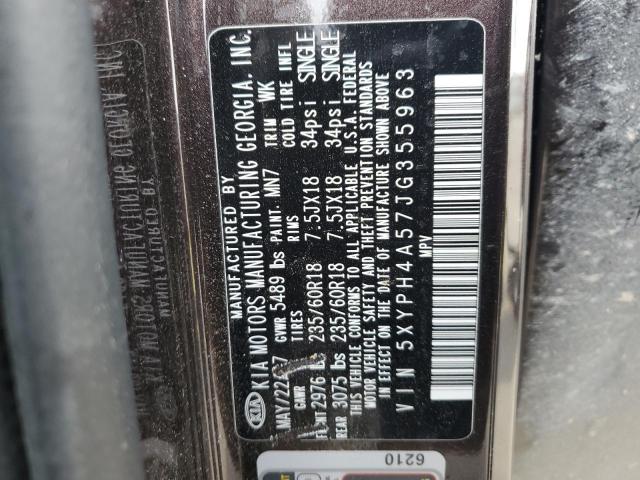 KIA
MANUFACTURED BY
KIA MOTORS MANUFACTURING GEORGIA, INC.
GVWR 5489 lbs PAINT: MN7 TRIM WK
GAWR TIRES RIMS COLD TIRE INFL
2976 235/60R18 7.5JX18 34psi SINGLE
REAR 3075 lbs 235/60R18 7.5JX18 34psi SINGLE
THIS VEHICLE CONFORMS TO ALL APPLICABLE U.S.A. FEDERAL
MOTOR VEHICLE SAFETY AND THEFT PREVENTION STANDARDS
IN EFFECT ON THE DATE OF MANUFACTURE SHOWN ABOVE
VIN 5XYPH4A57JG355963
MPV
6210